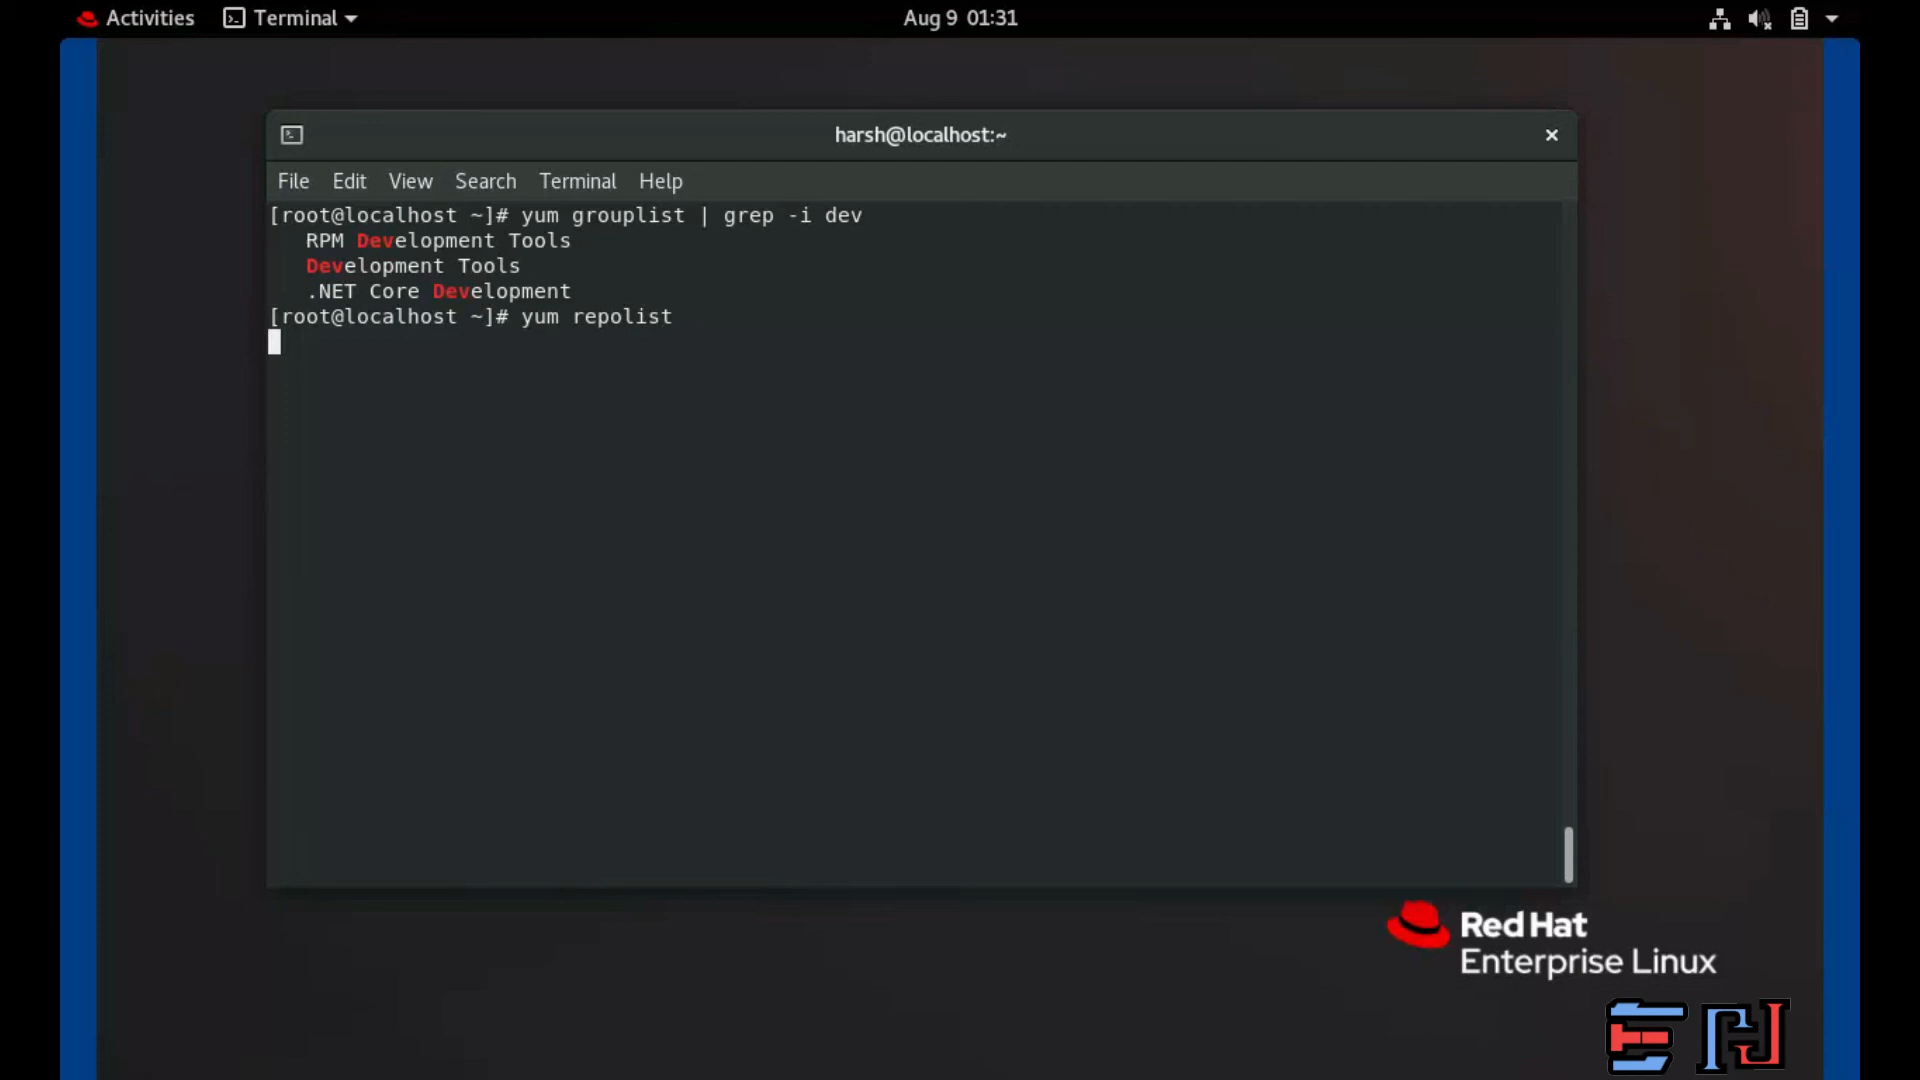 Activities Terminal Aug 9 01:31
harsh@localhost:~
File Edit View Search Terminal Help
[root@localhost ~]# yum grouplist | grep -i dev
RPM Development Tools
Development Tools
.NET Core Development
[root@localhost ~]# yum repolist
Red Hat
Enterprise Linux